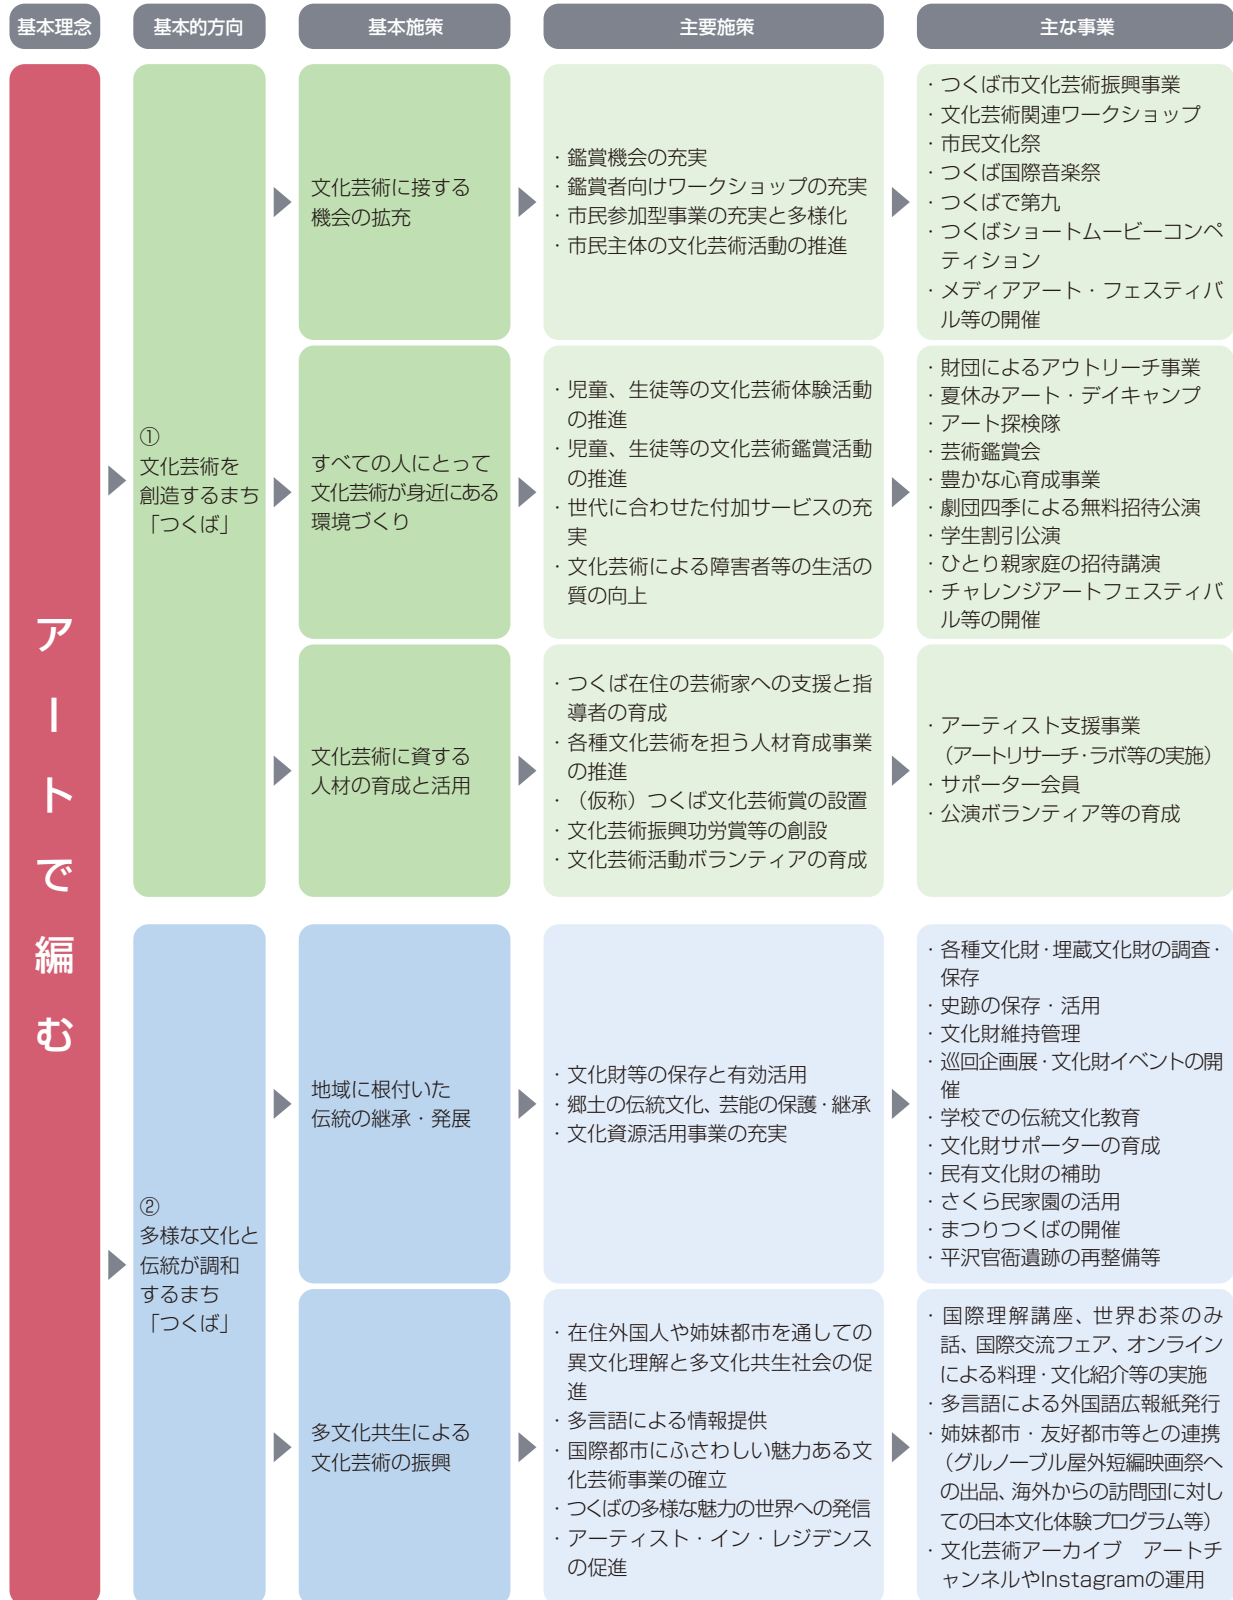 基本理念
基本的方向
基本施策
主要施策
主な事業
アートで編む
①
文化芸術を
創造するまち
「つくば」
文化芸術に接する
機会の拡充
・鑑賞機会の充実
・鑑賞者向けワークショップの充実
・市民参加型事業の充実と多様化
・市民主体の文化芸術活動の推進
・つくば市文化芸術振興事業
・文化芸術関連ワークショップ
・市民文化祭
・つくば国際音楽祭
・つくばで第九
・つくばショートムービーコンペ
ティション
・メディアアート・フェスティバ
ル等の開催
すべての人にとって
文化芸術が身近にある
環境づくり
・児童、生徒等の文化芸術体験活動
の推進
・児童、生徒等の文化芸術鑑賞活動
の推進
・世代に合わせた付加サービスの充
実
・文化芸術による障害者等の生活の
質の向上
・財団によるアウトリーチ事業
・夏休みアート・デイキャンプ
・アート探検隊
・芸術鑑賞会
・豊かな心育成事業
・劇団四季による無料招待公演
・学生割引公演
・ひとり親家庭の招待講演
・チャレンジアートフェスティバ
ル等の開催
文化芸術に資する
人材の育成と活用
・つくば在住の芸術家への支援と指
導者の育成
・各種文化芸術を担う人材育成事業
の推進
・（仮称）つくば文化芸術賞の設置
・文化芸術振興功労賞等の創設
・文化芸術活動ボランティアの育成
・アーティスト支援事業
（アートリサーチ・ラボ等の実施）
・サポーター会員
・公演ボランティア等の育成
②
多様な文化と
伝統が調和
するまち
「つくば」
地域に根付いた
伝統の継承・発展
・文化財等の保存と有効活用
・郷土の伝統文化、芸能の保護・継承
・文化資源活用事業の充実
・各種文化財・埋蔵文化財の調査・
保存
・史跡の保存・活用
・文化財維持管理
・巡回企画展・文化財イベントの開
催
・学校での伝統文化教育
・文化財サポーターの育成
・民有文化財の補助
・さくら民家園の活用
・まつりつくばの開催
・平沢官衙遺跡の再整備等
多文化共生による
文化芸術の振興
・在住外国人や姉妹都市を通しての
異文化理解と多文化共生社会の促
進
・多言語による情報提供
・国際都市にふさわしい魅力ある文
化芸術事業の確立
・つくばの多様な魅力の世界への発信
・アーティスト・イン・レジデンス
の促進
・国際理解講座、世界お茶のみ
話、国際交流フェア、オンライン
による料理・文化紹介等の実施
・多言語による外国語広報紙発行
・姉妹都市・友好都市等との連携
（グルノーブル屋外短編映画祭へ
の出品、海外からの訪問団に対し
ての日本文化体験プログラム等）
・文化芸術アーカイブ　アートチ
ャンネルやInstagramの運用